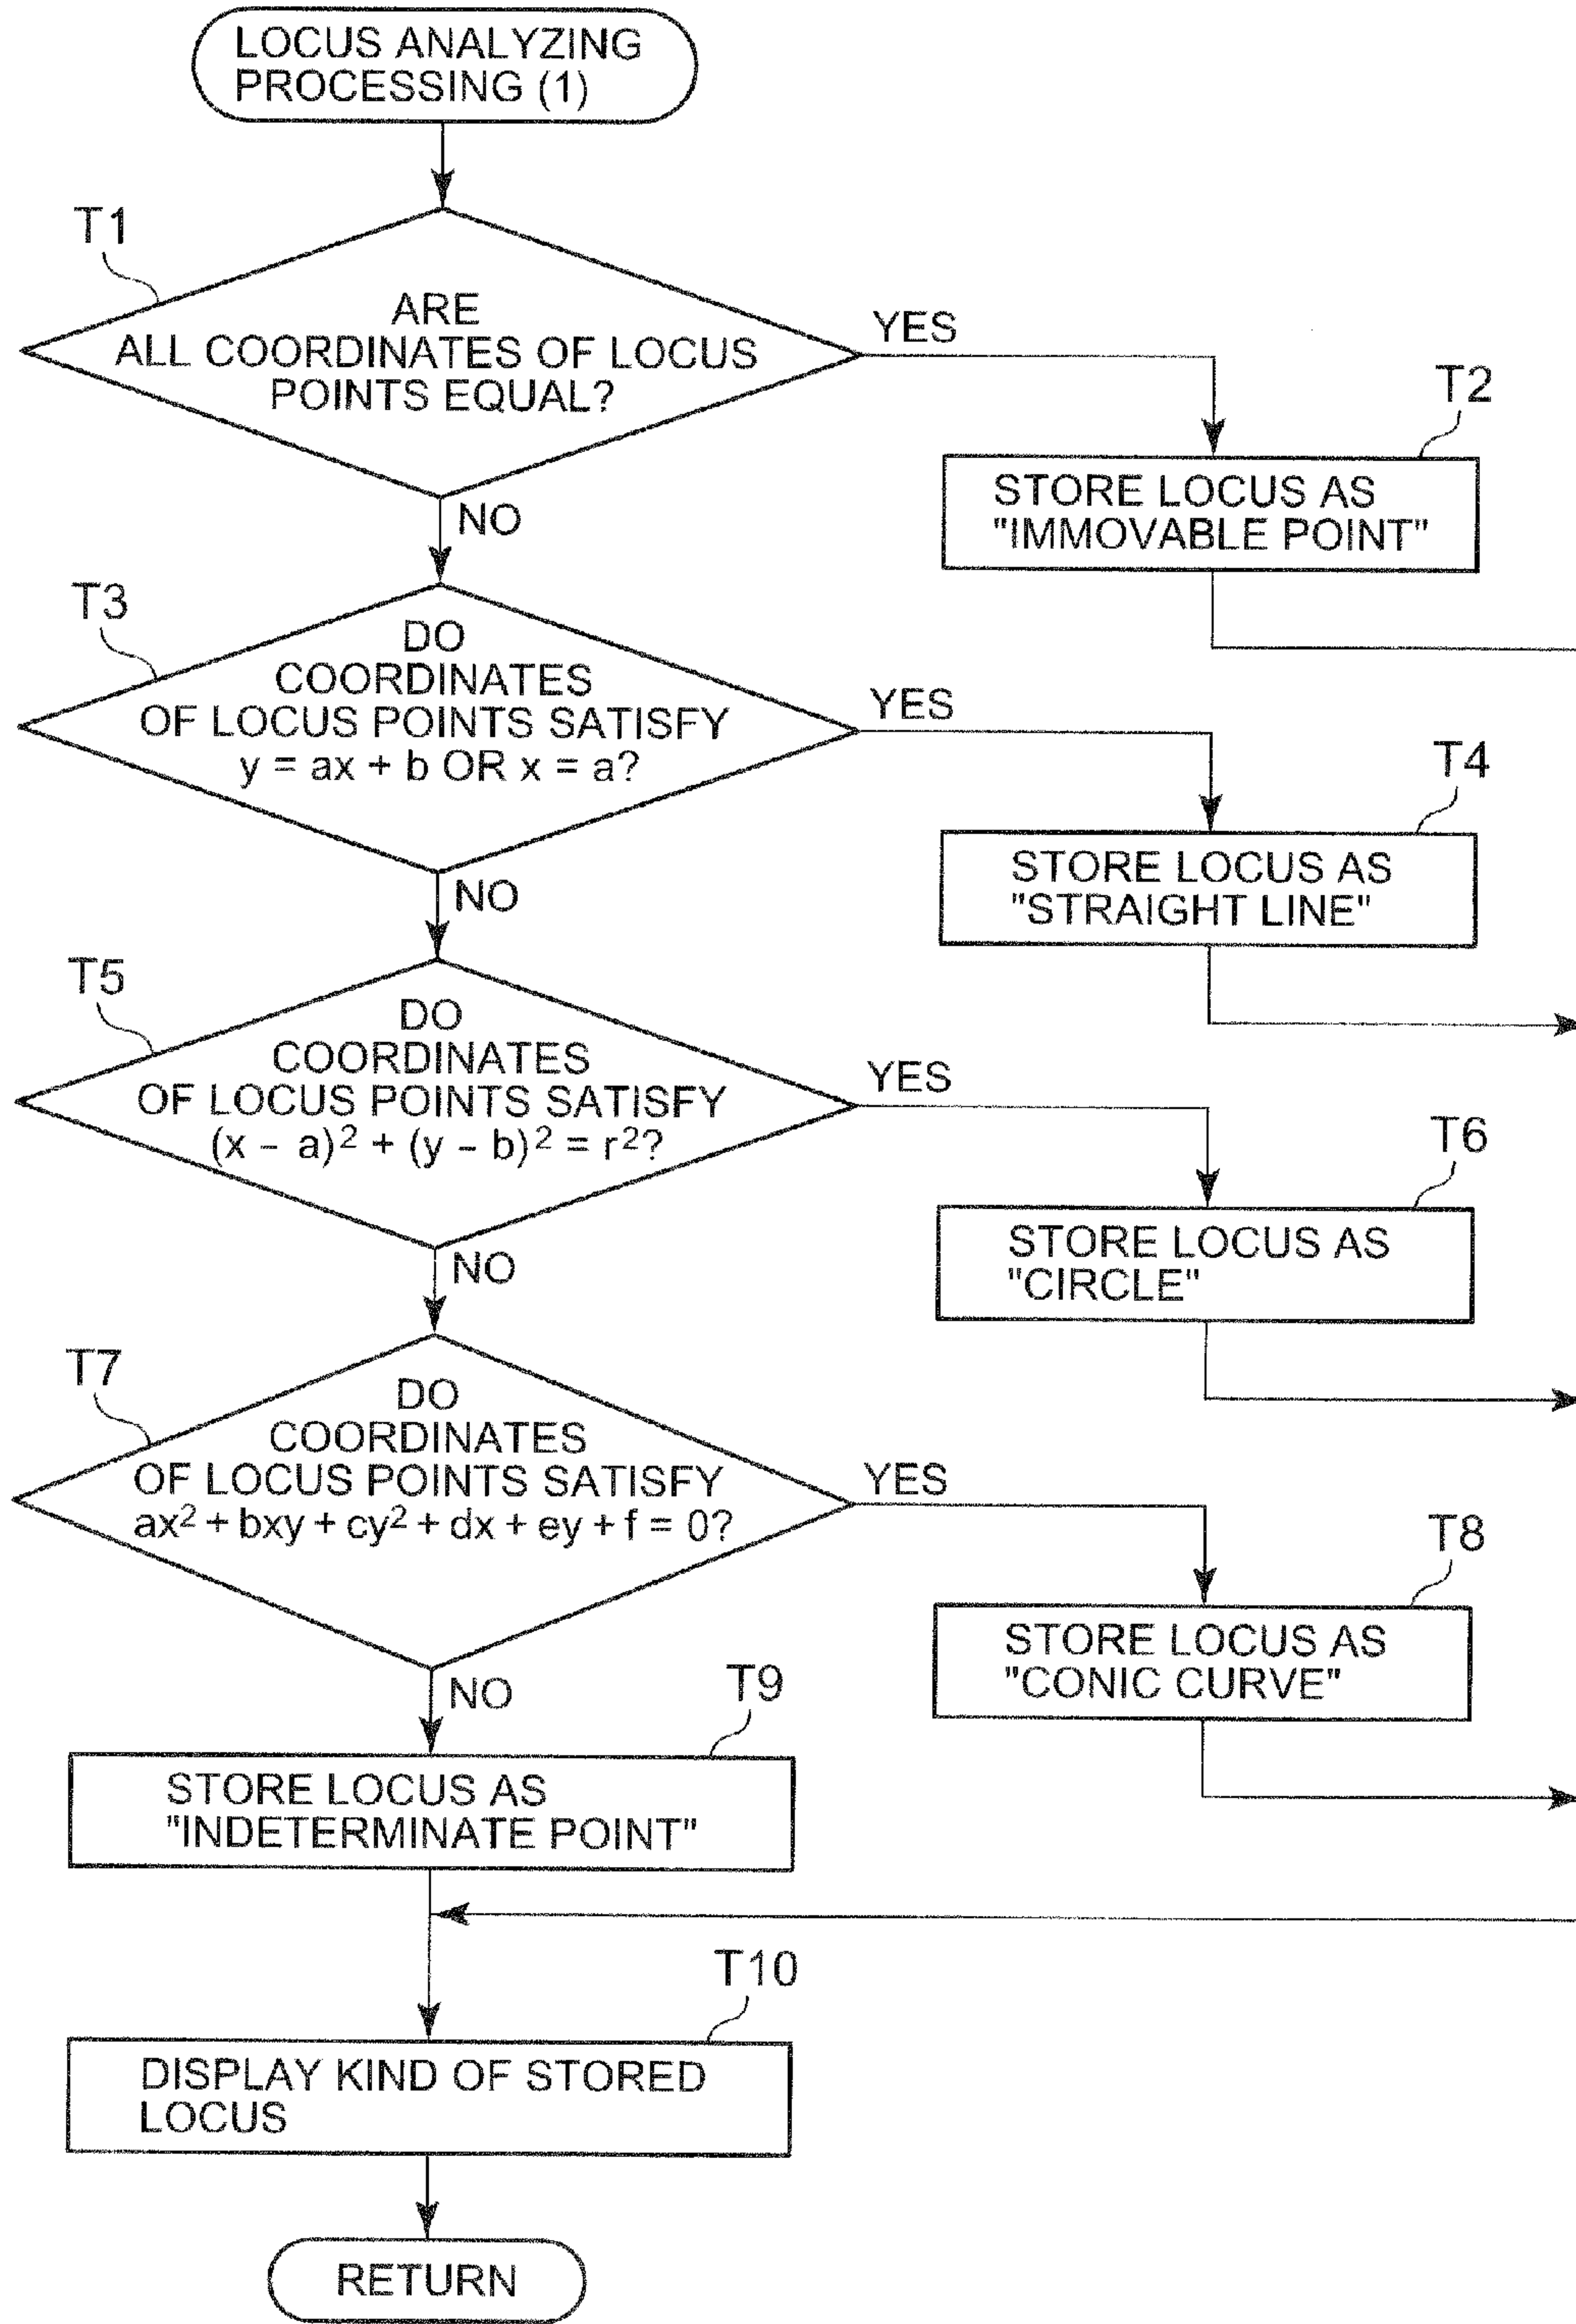 LOCUS ANALYZING
PROCESSING (1)
T1
ARE
ALL COORDINATES OF LOCUS
POINTS EQUAL?
YES
T2
STORE LOCUS AS
"IMMOVABLE POINT"
NO
T3
DO
COORDINATES
OF LOCUS POINTS SATISFY
y = ax + b OR x = a?
YES
T4
STORE LOCUS AS
"STRAIGHT LINE"
NO
T5
DO
COORDINATES
OF LOCUS POINTS SATISFY
(x – a)² + (y – b)² = r²?
YES
T6
STORE LOCUS AS
"CIRCLE"
NO
T7
DO
COORDINATES
OF LOCUS POINTS SATISFY
ax² + bxy + cy² + dx + ey + f = 0?
YES
T8
STORE LOCUS AS
"CONIC CURVE"
NO
T9
STORE LOCUS AS
"INDETERMINATE POINT"
T10
DISPLAY KIND OF STORED
LOCUS
RETURN